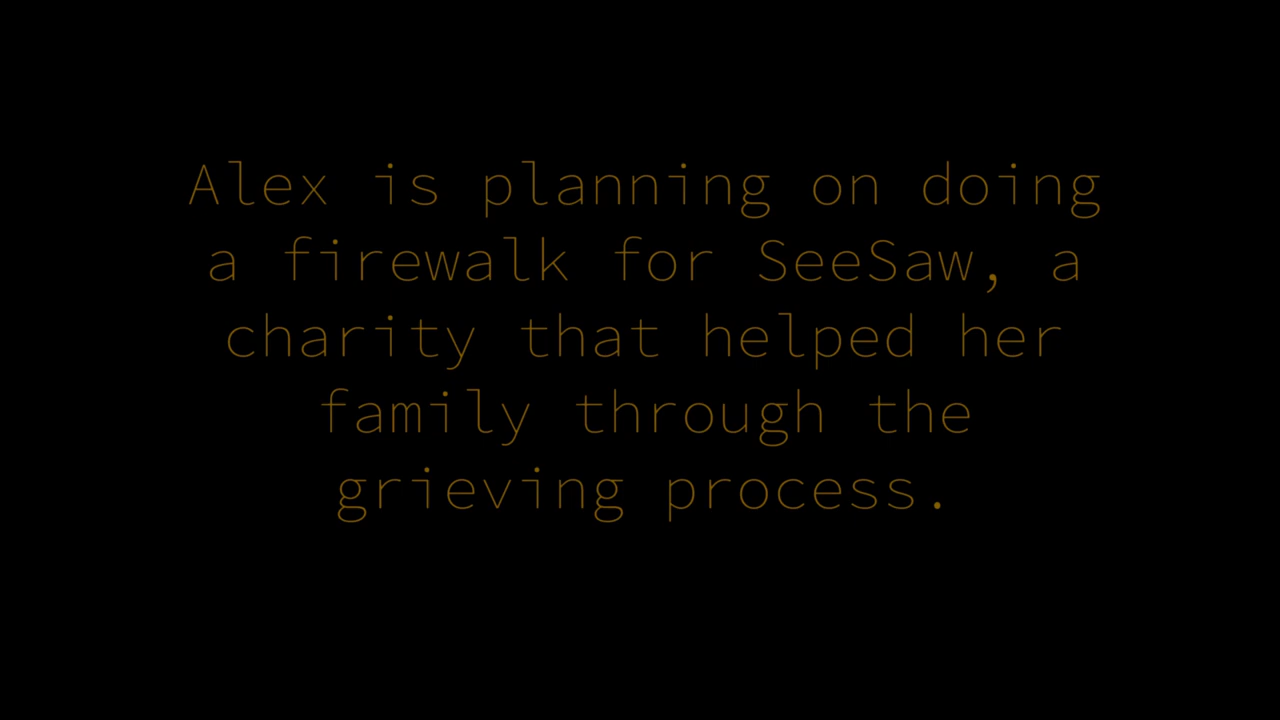 Alex is planning on doing
a firewalk for SeeSaw, a
charity that helped her
family through the
grieving process.